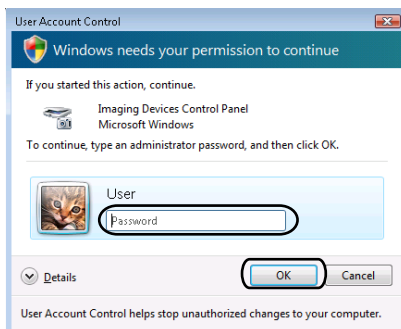 User Account Control
Windows needs your permission to continue
If you started this action, continue.
Imaging Devices Control Panel
Microsoft Windows
To continue, type an administrator password, and then click OK.
User
Password
Details
OK
Cancel
User Account Control helps stop unauthorized changes to your computer.